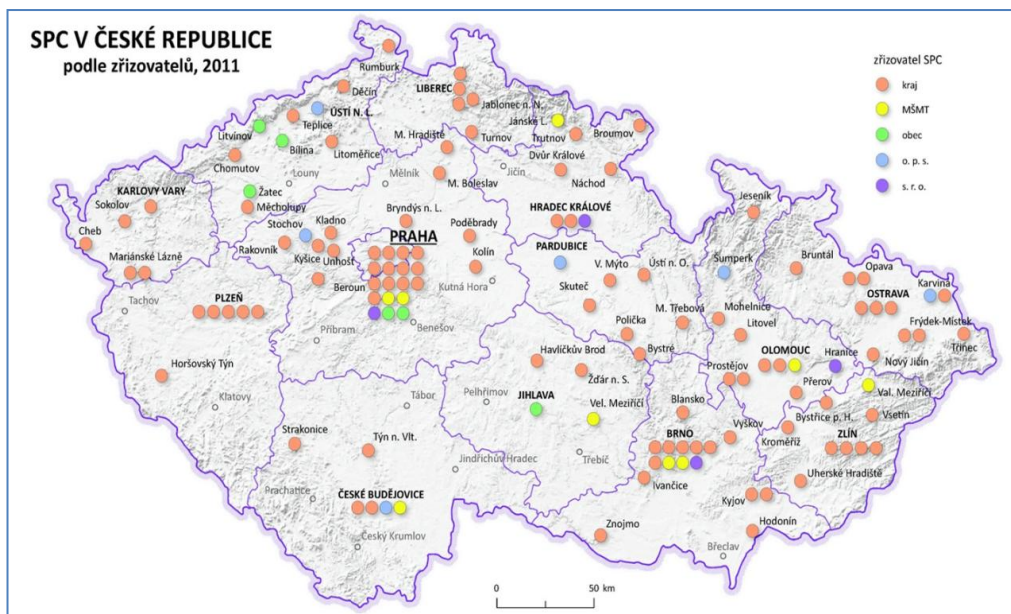 SPC V ČESKÉ REPUBLICE
podle zřizovatelů, 2011
zřizovatel SPC
kraj
MŠMT
obec
o. p. s.
s. r. o.
Rumburk
Děčín
LIBEREC
Jablonec n. N.
ÚSTÍ N. L.
Teplice
Janské L.
Litvínov
Turnov
Trutnov
Broumov
M. Hradiště
Bílina
Litoměřice
Dvůr Králové
Chomutov
Jičín
Náchod
Louny
Mělník
M. Boleslav
KARLOVY VARY
Žatec
Jeseník
Sokolov
Měcholupy
Kladno
Bryndýs n. L.
Poděbrady
HRADEC KRÁLOVÉ
Stochov
PRAHA
Cheb
Rakovník
Kyšice
Unhošť
Kolín
PARDUBICE
Šumperk
Bruntál
Opava
Mariánské Lázně
V. Mýto
Ústí n. O,
Beroun
Kutná Hora
Karviná
OSTRAVA
Tachov
PLZEŇ
Skuteč
M. Třebová
Mohelnice
Frýdek-Místek
Příbram
Benešov
Polička
Litovel
Třinec
Havlíčkův Brod
Bystré
OLOMOUC
Hranice
Nový Jičín
Horšovský Týn
Žďár n. S.
Prostějov
Přerov
Val. Meziříčí
Klatovy
Tábor
Pelhřimov
JIHLAVA
Vel. Meziříčí
Blansko
Bystřice p. H.
Vsetín
Strakonice
Týn n. Vlt.
BRNO
Vyškov
Kroměříž
ZLÍN
Jindřichův Hradec
Třebíč
Ivančice
Uherské Hradiště
Prachatice
ČESKÉ BUDĚJOVICE
Kyjov
Český Krumlov
Znojmo
Hodonín
Břeclav
0 50 km